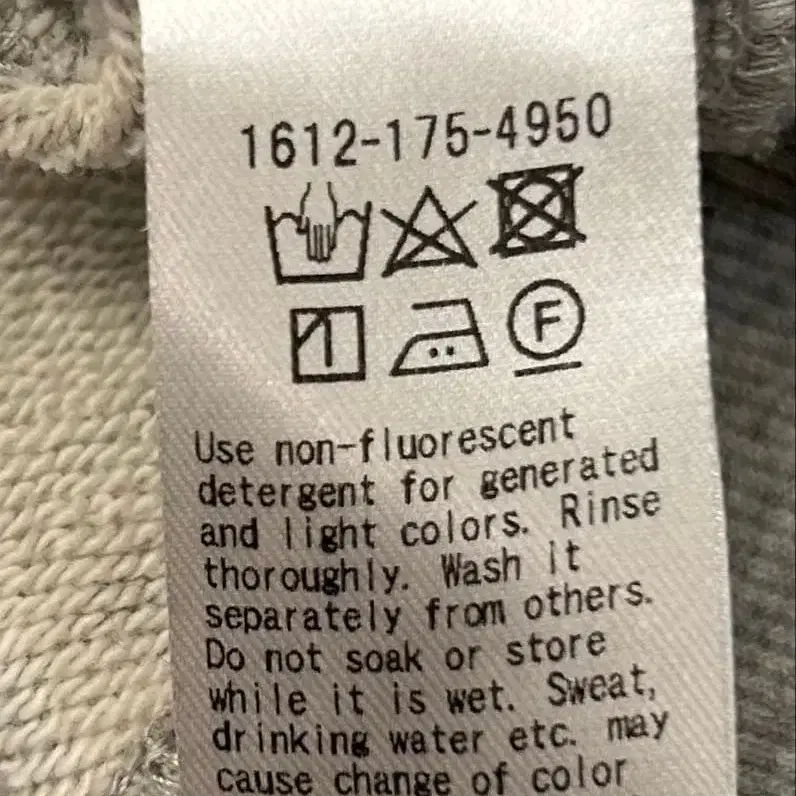 1612-175-4950
F
Use non-fluorescent
detergent for generated
and light colors. Rinse
thoroughly. Wash it
separately from others.
Do not soak or store
while it is wet. Sweat,
drinking water etc. may
cause change of color